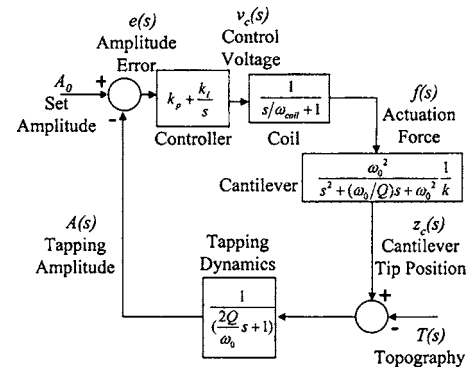 e(s)
Amplitude
Error
v_c(s)
Control
Voltage
A_0
Set
Amplitude
+
-
k_p + k_i/s
Controller
1/(s/ω_coil + 1)
Coil
f(s)
Actuation
Force
Cantilever
ω_0^2/(s^2 + (ω_0/Q)s + ω_0^2) 1/k
z_c(s)
Cantilever
Tip Position
A(s)
Tapping
Amplitude
Tapping
Dynamics
1/(2Q/ω_0 s + 1)
+
-
T(s)
Topography